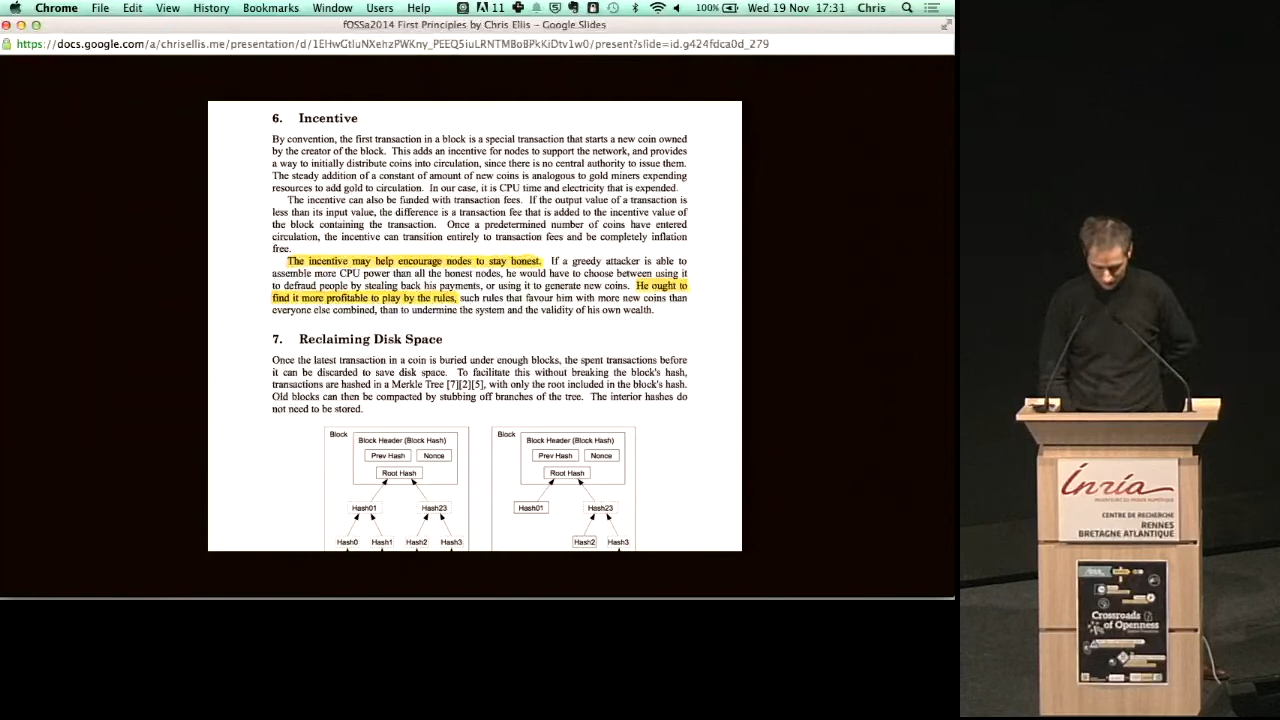 Chrome File Edit View History Bookmarks Window Users Help 11 100% Wed 19 Nov 17:31 Chris
fOSSa2014 First Principles by Chris Ellis – Google Slides
https://docs.google.com/a/chrisellis.me/presentation/d/1EHwGtluNXehzPWKny_PEEQ5iuLRNTMBoBPkKiDtv1w0/present?slide=id.g424fdca0d_279
6. Incentive
By convention, the first transaction in a block is a special transaction that starts a new coin owned
by the creator of the block. This adds an incentive for nodes to support the network, and provides
a way to initially distribute coins into circulation, since there is no central authority to issue them.
The steady addition of a constant of amount of new coins is analogous to gold miners expending
resources to add gold to circulation. In our case, it is CPU time and electricity that is expended.
The incentive can also be funded with transaction fees. If the output value of a transaction is
less than its input value, the difference is a transaction fee that is added to the incentive value of
the block containing the transaction. Once a predetermined number of coins have entered
circulation, the incentive can transition entirely to transaction fees and be completely inflation
free.
The incentive may help encourage nodes to stay honest. If a greedy attacker is able to
assemble more CPU power than all the honest nodes, he would have to choose between using it
to defraud people by stealing back his payments, or using it to generate new coins. He ought to
find it more profitable to play by the rules, such rules that favour him with more new coins than
everyone else combined, than to undermine the system and the validity of his own wealth.
7. Reclaiming Disk Space
Once the latest transaction in a coin is buried under enough blocks, the spent transactions before
it can be discarded to save disk space. To facilitate this without breaking the block's hash,
transactions are hashed in a Merkle Tree [7][2][5], with only the root included in the block's hash.
Old blocks can then be compacted by stubbing off branches of the tree. The interior hashes do
not need to be stored.
Block
Block Header (Block Hash)
Prev Hash Nonce
Root Hash
Hash01 Hash23
Hash0 Hash1 Hash2 Hash3
Block
Block Header (Block Hash)
Prev Hash Nonce
Root Hash
Hash01 Hash23
Hash2 Hash3
Inria
CENTRE DE RECHERCHE
RENNES
BRETAGNE ATLANTIQUE
Crossroads
of Openness